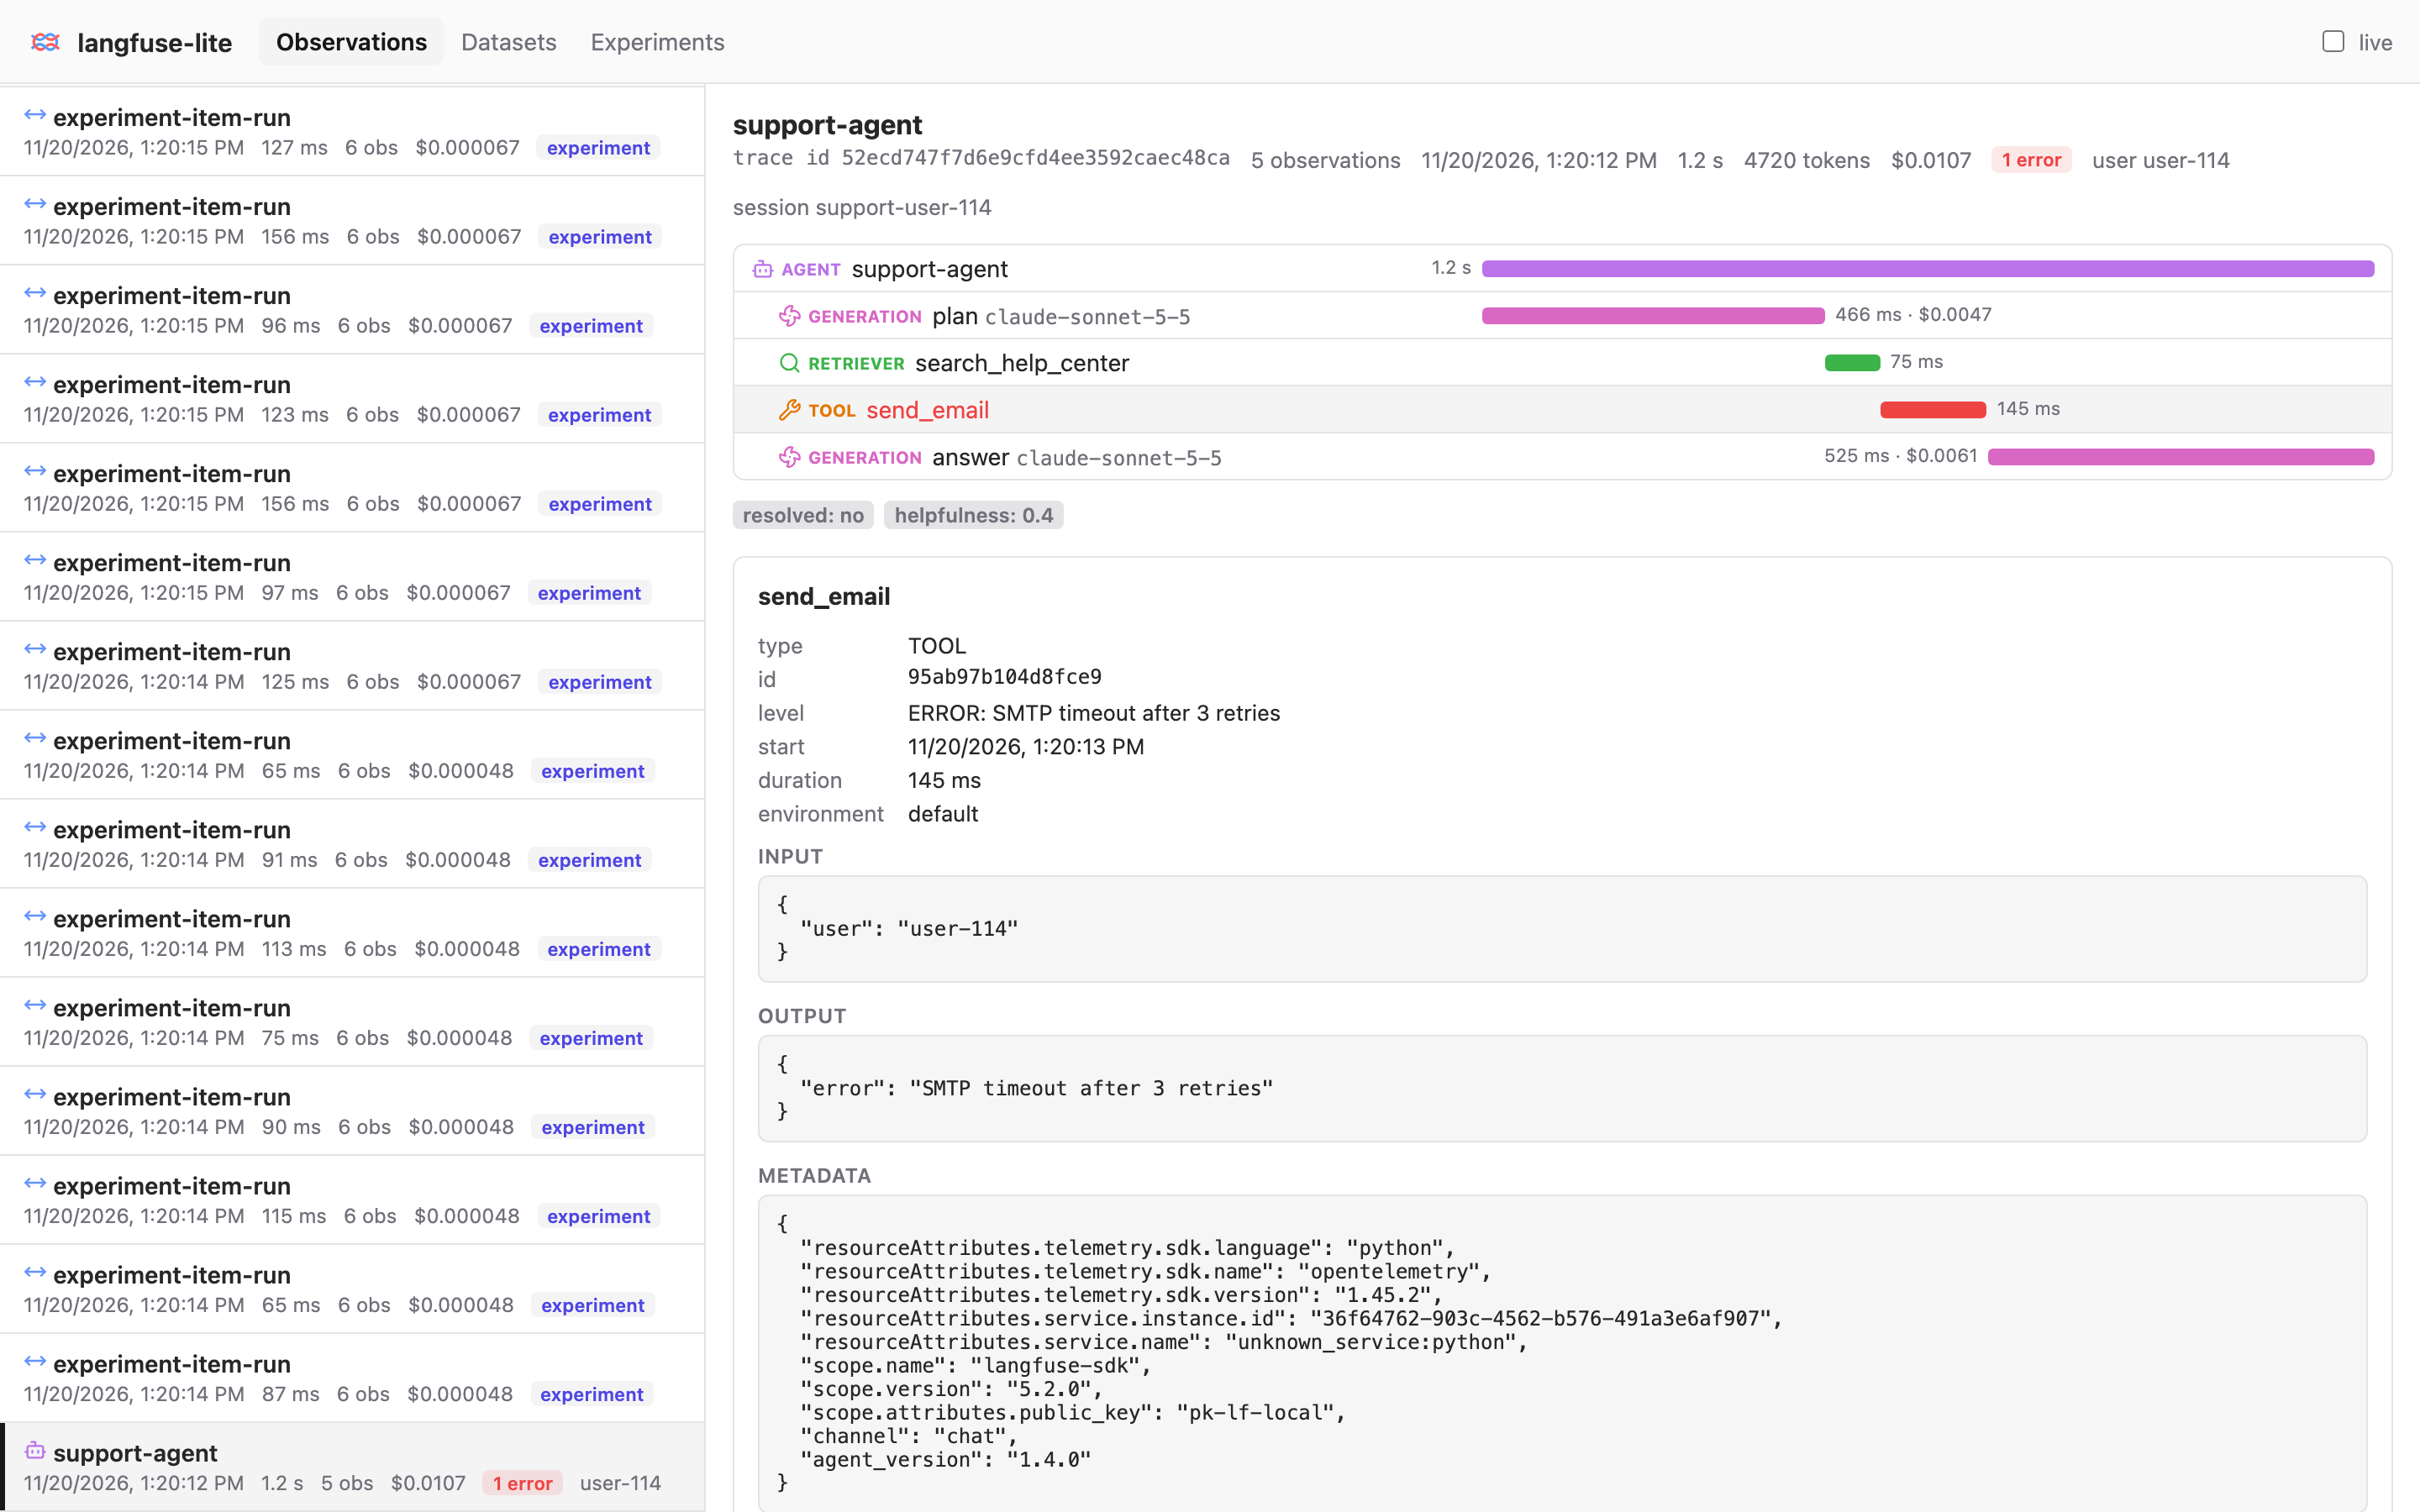 langfuse-lite Observations Datasets Experiments live
experiment-item-run
11/20/2026, 1:20:15 PM 127 ms 6 obs $0.000067 experiment
experiment-item-run
11/20/2026, 1:20:15 PM 156 ms 6 obs $0.000067 experiment
experiment-item-run
11/20/2026, 1:20:15 PM 96 ms 6 obs $0.000067 experiment
experiment-item-run
11/20/2026, 1:20:15 PM 123 ms 6 obs $0.000067 experiment
experiment-item-run
11/20/2026, 1:20:15 PM 156 ms 6 obs $0.000067 experiment
experiment-item-run
11/20/2026, 1:20:15 PM 97 ms 6 obs $0.000067 experiment
experiment-item-run
11/20/2026, 1:20:14 PM 125 ms 6 obs $0.000067 experiment
experiment-item-run
11/20/2026, 1:20:14 PM 65 ms 6 obs $0.000048 experiment
experiment-item-run
11/20/2026, 1:20:14 PM 91 ms 6 obs $0.000048 experiment
experiment-item-run
11/20/2026, 1:20:14 PM 113 ms 6 obs $0.000048 experiment
experiment-item-run
11/20/2026, 1:20:14 PM 75 ms 6 obs $0.000048 experiment
experiment-item-run
11/20/2026, 1:20:14 PM 90 ms 6 obs $0.000048 experiment
experiment-item-run
11/20/2026, 1:20:14 PM 115 ms 6 obs $0.000048 experiment
experiment-item-run
11/20/2026, 1:20:14 PM 65 ms 6 obs $0.000048 experiment
experiment-item-run
11/20/2026, 1:20:14 PM 87 ms 6 obs $0.000048 experiment
support-agent
11/20/2026, 1:20:12 PM 1.2 s 5 obs $0.0107 1 error user-114
support-agent
trace id 52ecd747f7d6e9cfd4ee3592caec48ca 5 observations 11/20/2026, 1:20:12 PM 1.2 s 4720 tokens $0.0107 1 error user user-114
session support-user-114
AGENT support-agent 1.2 s
GENERATION plan claude-sonnet-5-5 466 ms · $0.0047
RETRIEVER search_help_center 75 ms
TOOL send_email 145 ms
GENERATION answer claude-sonnet-5-5 525 ms · $0.0061
resolved: no helpfulness: 0.4
send_email
type TOOL
id 95ab97b104d8fce9
level ERROR: SMTP timeout after 3 retries
start 11/20/2026, 1:20:13 PM
duration 145 ms
environment default
INPUT
{
"user": "user-114"
}
OUTPUT
{
"error": "SMTP timeout after 3 retries"
}
METADATA
{
"resourceAttributes.telemetry.sdk.language": "python",
"resourceAttributes.telemetry.sdk.name": "opentelemetry",
"resourceAttributes.telemetry.sdk.version": "1.45.2",
"resourceAttributes.service.instance.id": "36f64762-903c-4562-b576-491a3e6af907",
"resourceAttributes.service.name": "unknown_service:python",
"scope.name": "langfuse-sdk",
"scope.version": "5.2.0",
"scope.attributes.public_key": "pk-lf-local",
"channel": "chat",
"agent_version": "1.4.0"
}